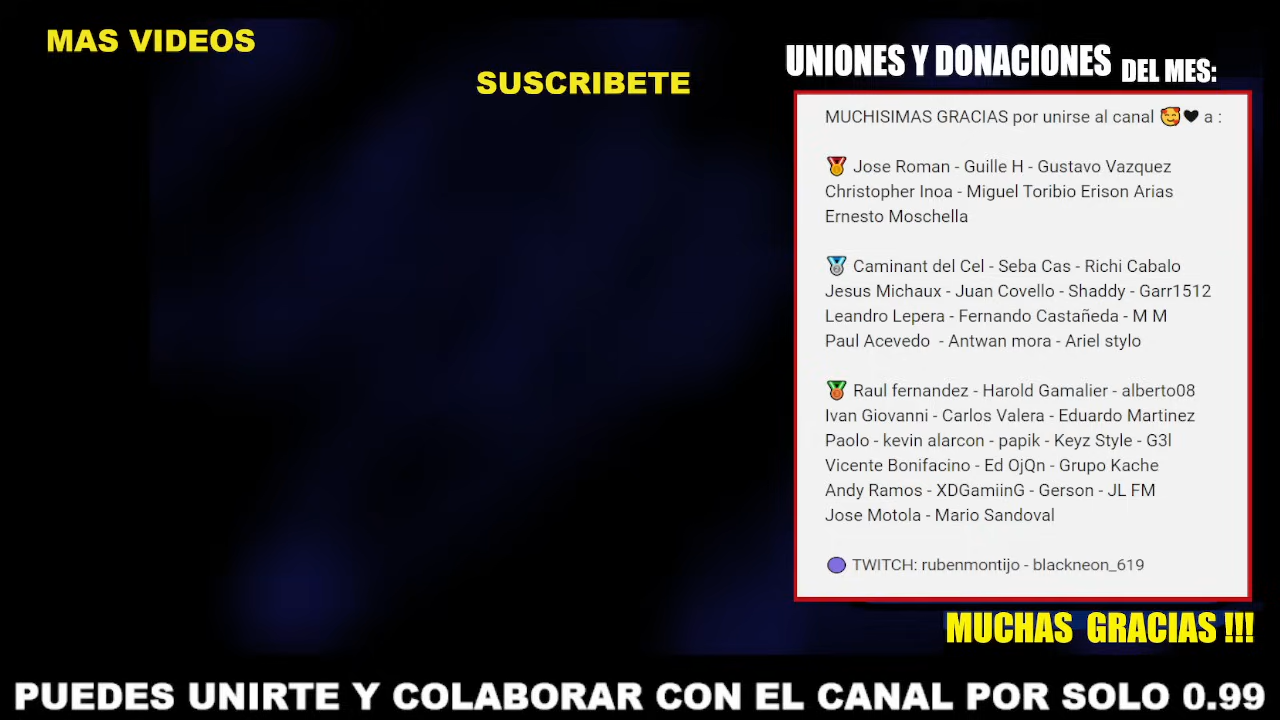 MAS VIDEOS
SUSCRIBETE
UNIONES Y DONACIONES DEL MES:
MUCHISIMAS GRACIAS por unirse al canal 🥰🖤 a :
🥇 Jose Roman - Guille H - Gustavo Vazquez
Christopher Inoa - Miguel Toribio Erison Arias
Ernesto Moschella
🥈 Caminant del Cel - Seba Cas - Richi Cabalo
Jesus Michaux - Juan Covello - Shaddy - Garr1512
Leandro Lepera - Fernando Castañeda - M M
Paul Acevedo - Antwan mora - Ariel stylo
🥉 Raul fernandez - Harold Gamalier - alberto08
Ivan Giovanni - Carlos Valera - Eduardo Martinez
Paolo - kevin alarcon - papik - Keyz Style - G3l
Vicente Bonifacino - Ed OjQn - Grupo Kache
Andy Ramos - XDGamiinG - Gerson - JL FM
Jose Motola - Mario Sandoval
🟣 TWITCH: rubenmontijo - blackneon_619
MUCHAS GRACIAS !!!
PUEDES UNIRTE Y COLABORAR CON EL CANAL POR SOLO 0.99